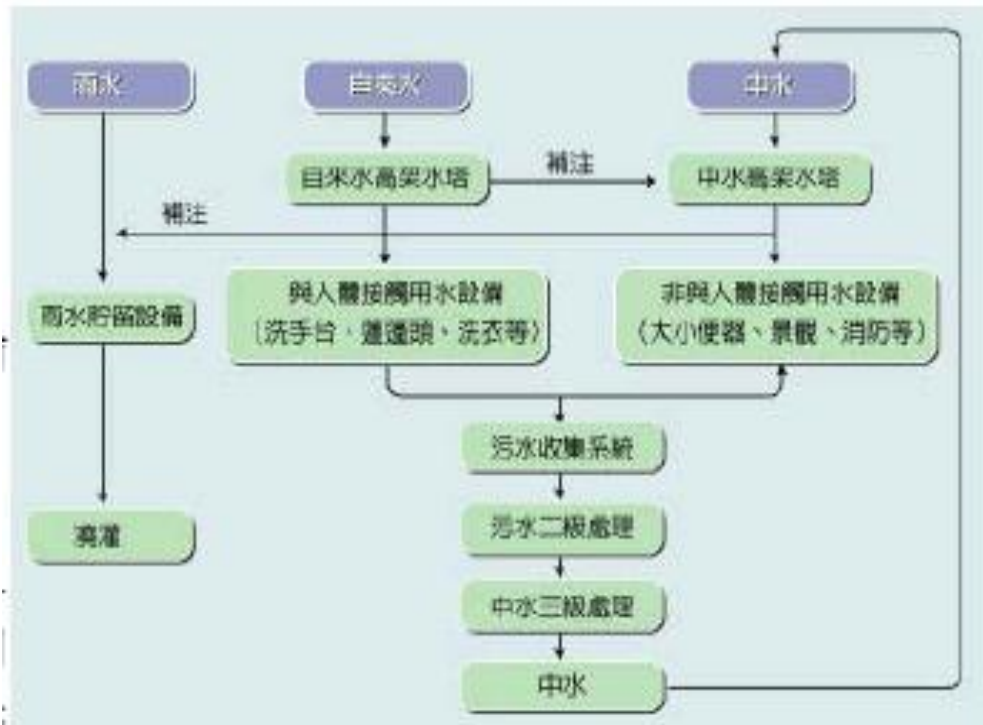 雨水
自來水
中水
自來水高架水塔
補注
中水高架水塔
補注
雨水貯留設備
與人體接觸用水設備
(洗手台、蓮蓬頭、洗衣等)
非與人體接觸用水設備
(大小便器、景觀、消防等)
污水收集系統
污水二級處理
澆灌
中水三級處理
中水